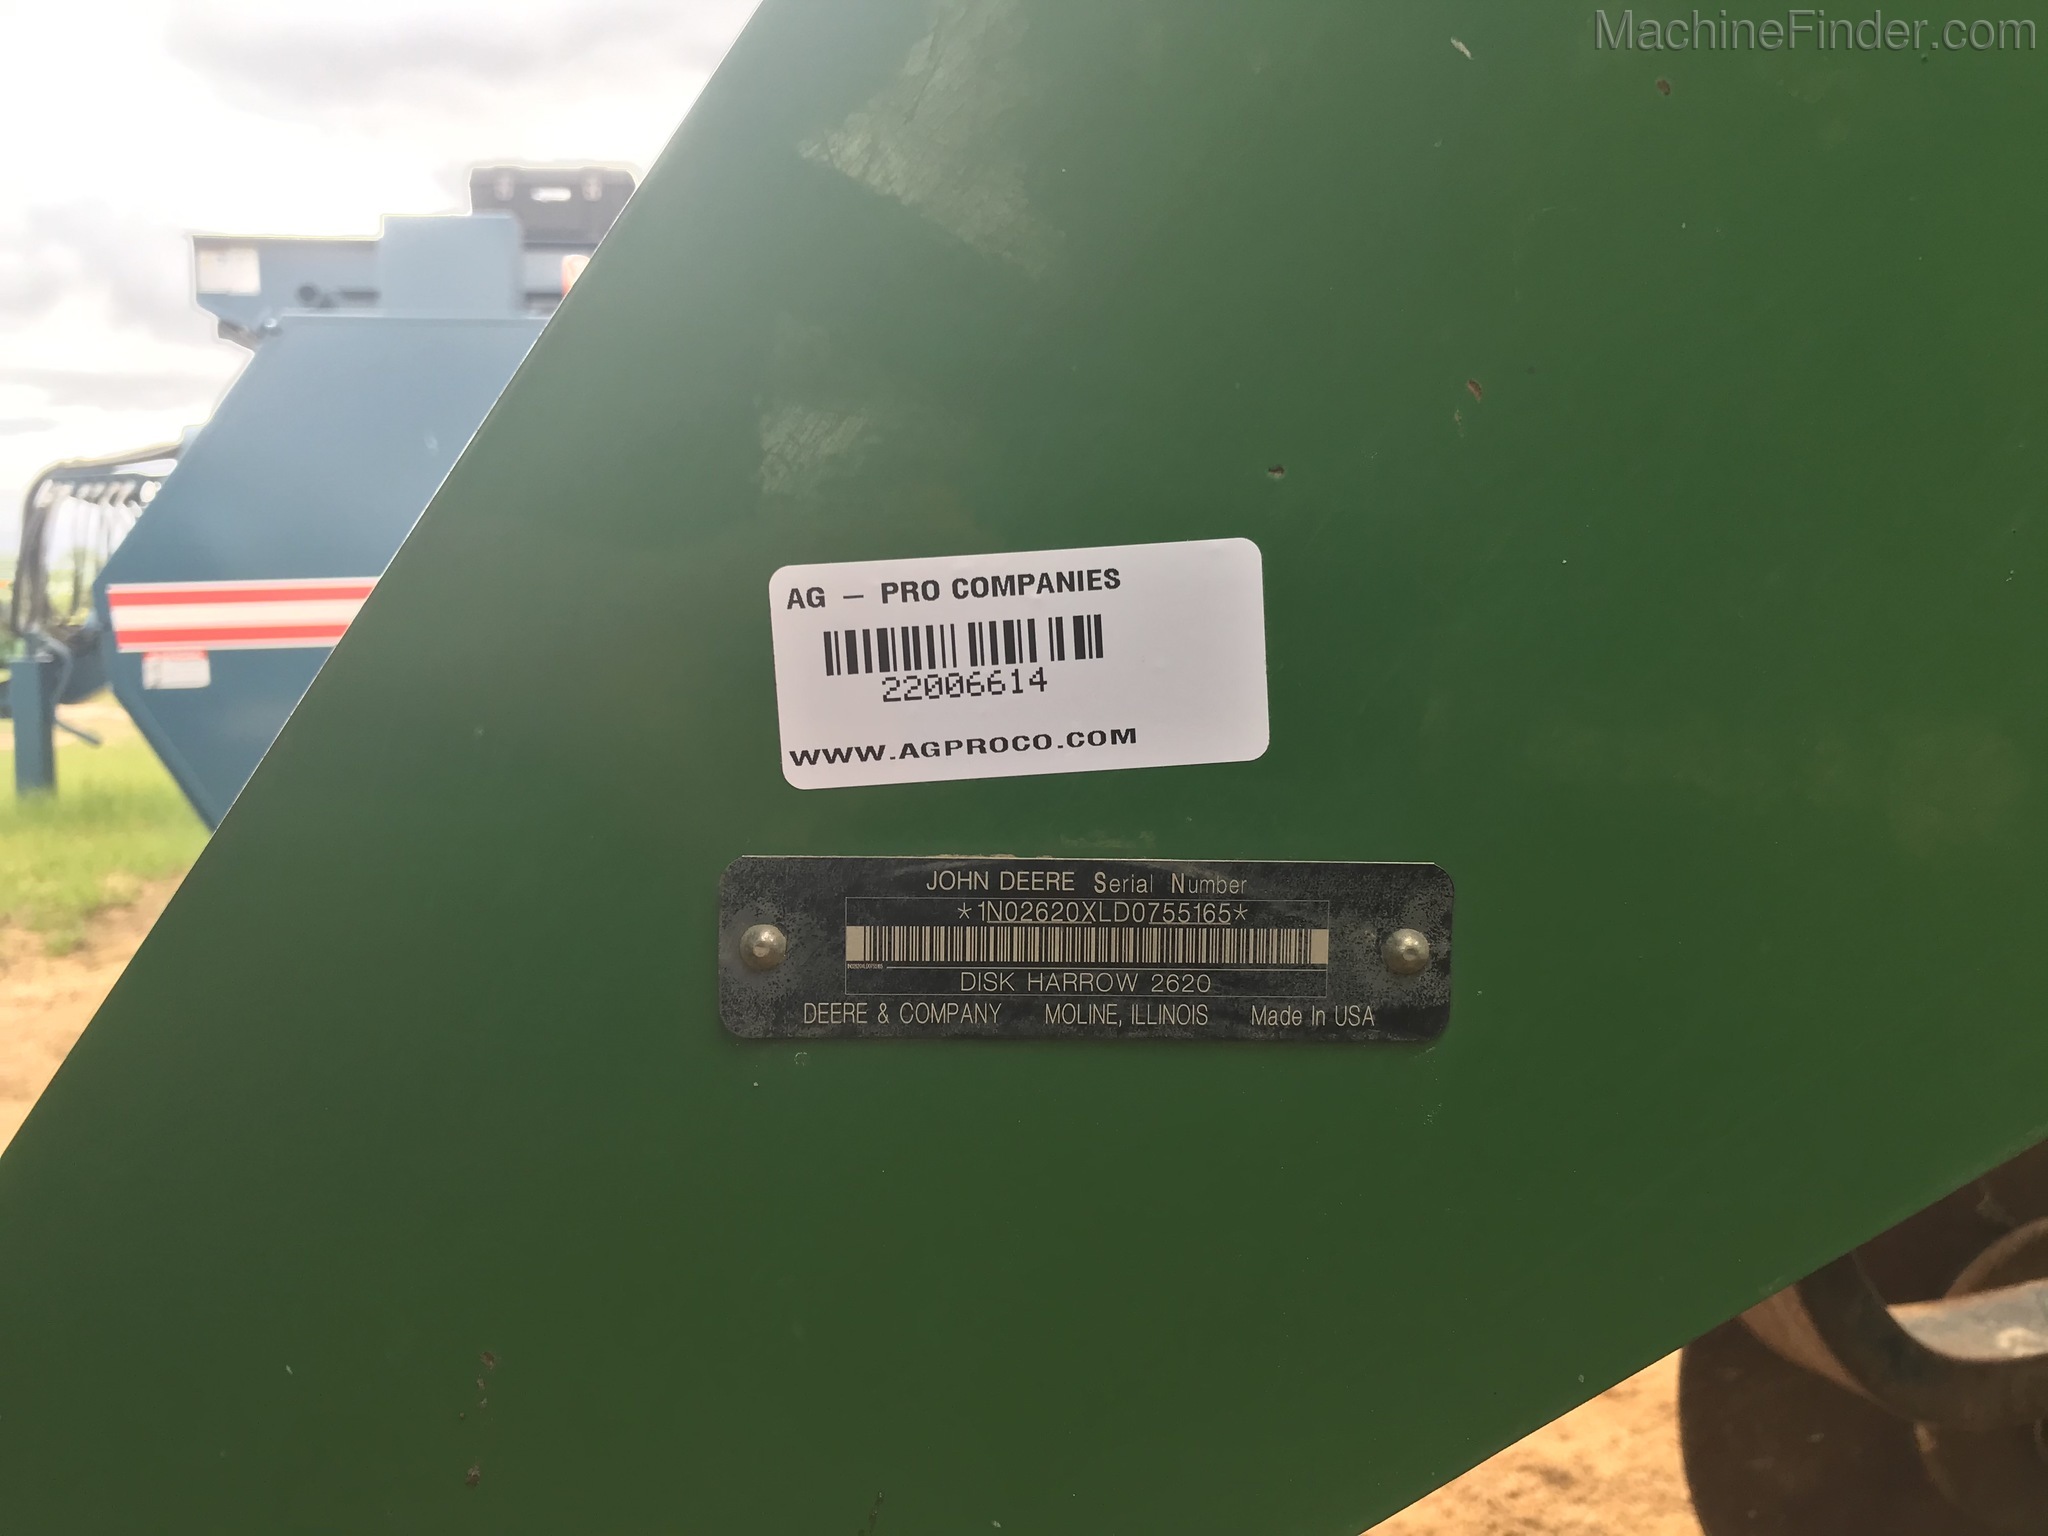 MachineFinder.com
AG – PRO COMPANIES
22006614
WWW.AGPROCO.COM
JOHN DEERE Serial Number
*1N02620XLD0755165*
DISK HARROW 2620
DEERE & COMPANY MOLINE, ILLINOIS Made In USA